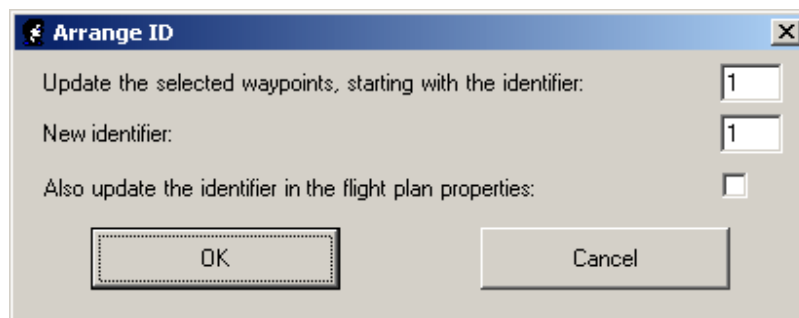 Arrange ID
Update the selected waypoints, starting with the identifier: 1
New identifier: 1
Also update the identifier in the flight plan properties:
OK Cancel